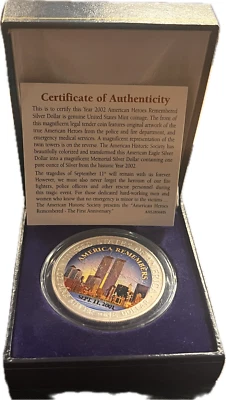 Certificate of Authenticity
This is to certify this Year 2002 American Heroes Remembered
Silver Dollar is genuine United States Mint coinage. The front of
this magnificent legal tender coin features original artwork of the
true American Heroes from the police and fire department, and
emergency medical services. A magnificent representation of the
twin towers is on the reverse. The American Historic Society has
beautifully colorized and transformed this American Eagle Silver
Dollar into a magnificent Memorial Silver Dollar containing one
pure ounce of Silver from the historic Year 2002.
The tragedies of September 11th will remain with us forever.
However, we must also never forget the heroism of our fire
fighters, police officers and other rescue personnel during
this tragic event. For those dedicated hard-working men and
women who know that no emergency is minor to the victims.
The American Historic Society presents the "American Heroes
Remembered - The First Anniversary"
AMERICA REMEMBERS
SEPT. 11, 2001